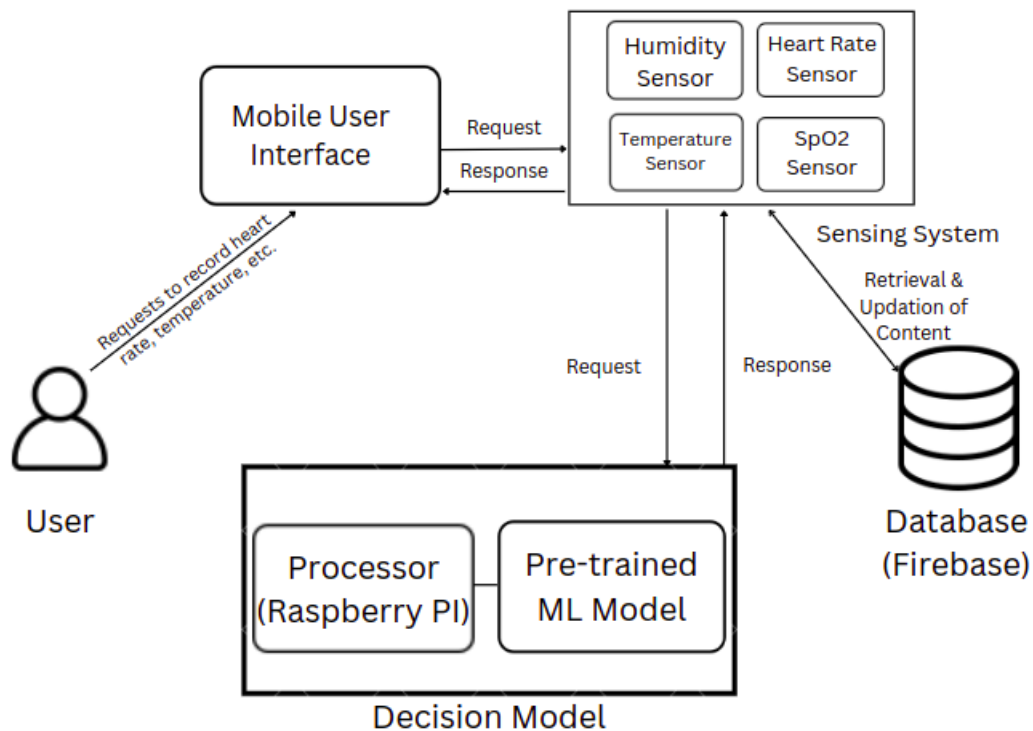 Mobile User
Interface
Request
Response
Humidity
Sensor
Heart Rate
Sensor
Temperature
Sensor
SpO2
Sensor
Sensing System
Requests to record heart
rate, temperature, etc.
Retrieval &
Updation of
Content
Request
Response
User
Database
(Firebase)
Processor
(Raspberry PI)
Pre-trained
ML Model
Decision Model